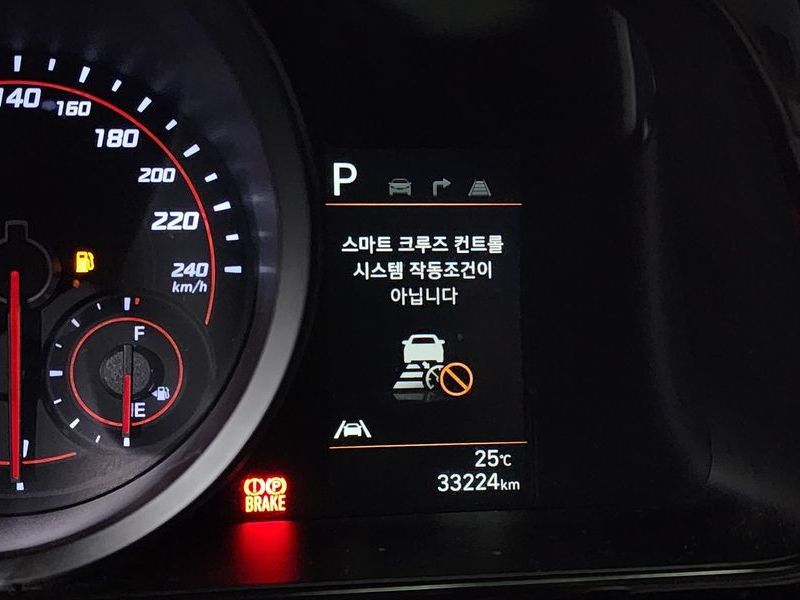 140
160
180
200
220
240
km/h
F
E
P
스마트 크루즈 컨트롤
시스템 작동조건이
아닙니다
25℃
33224km
(!)(P)
BRAKE